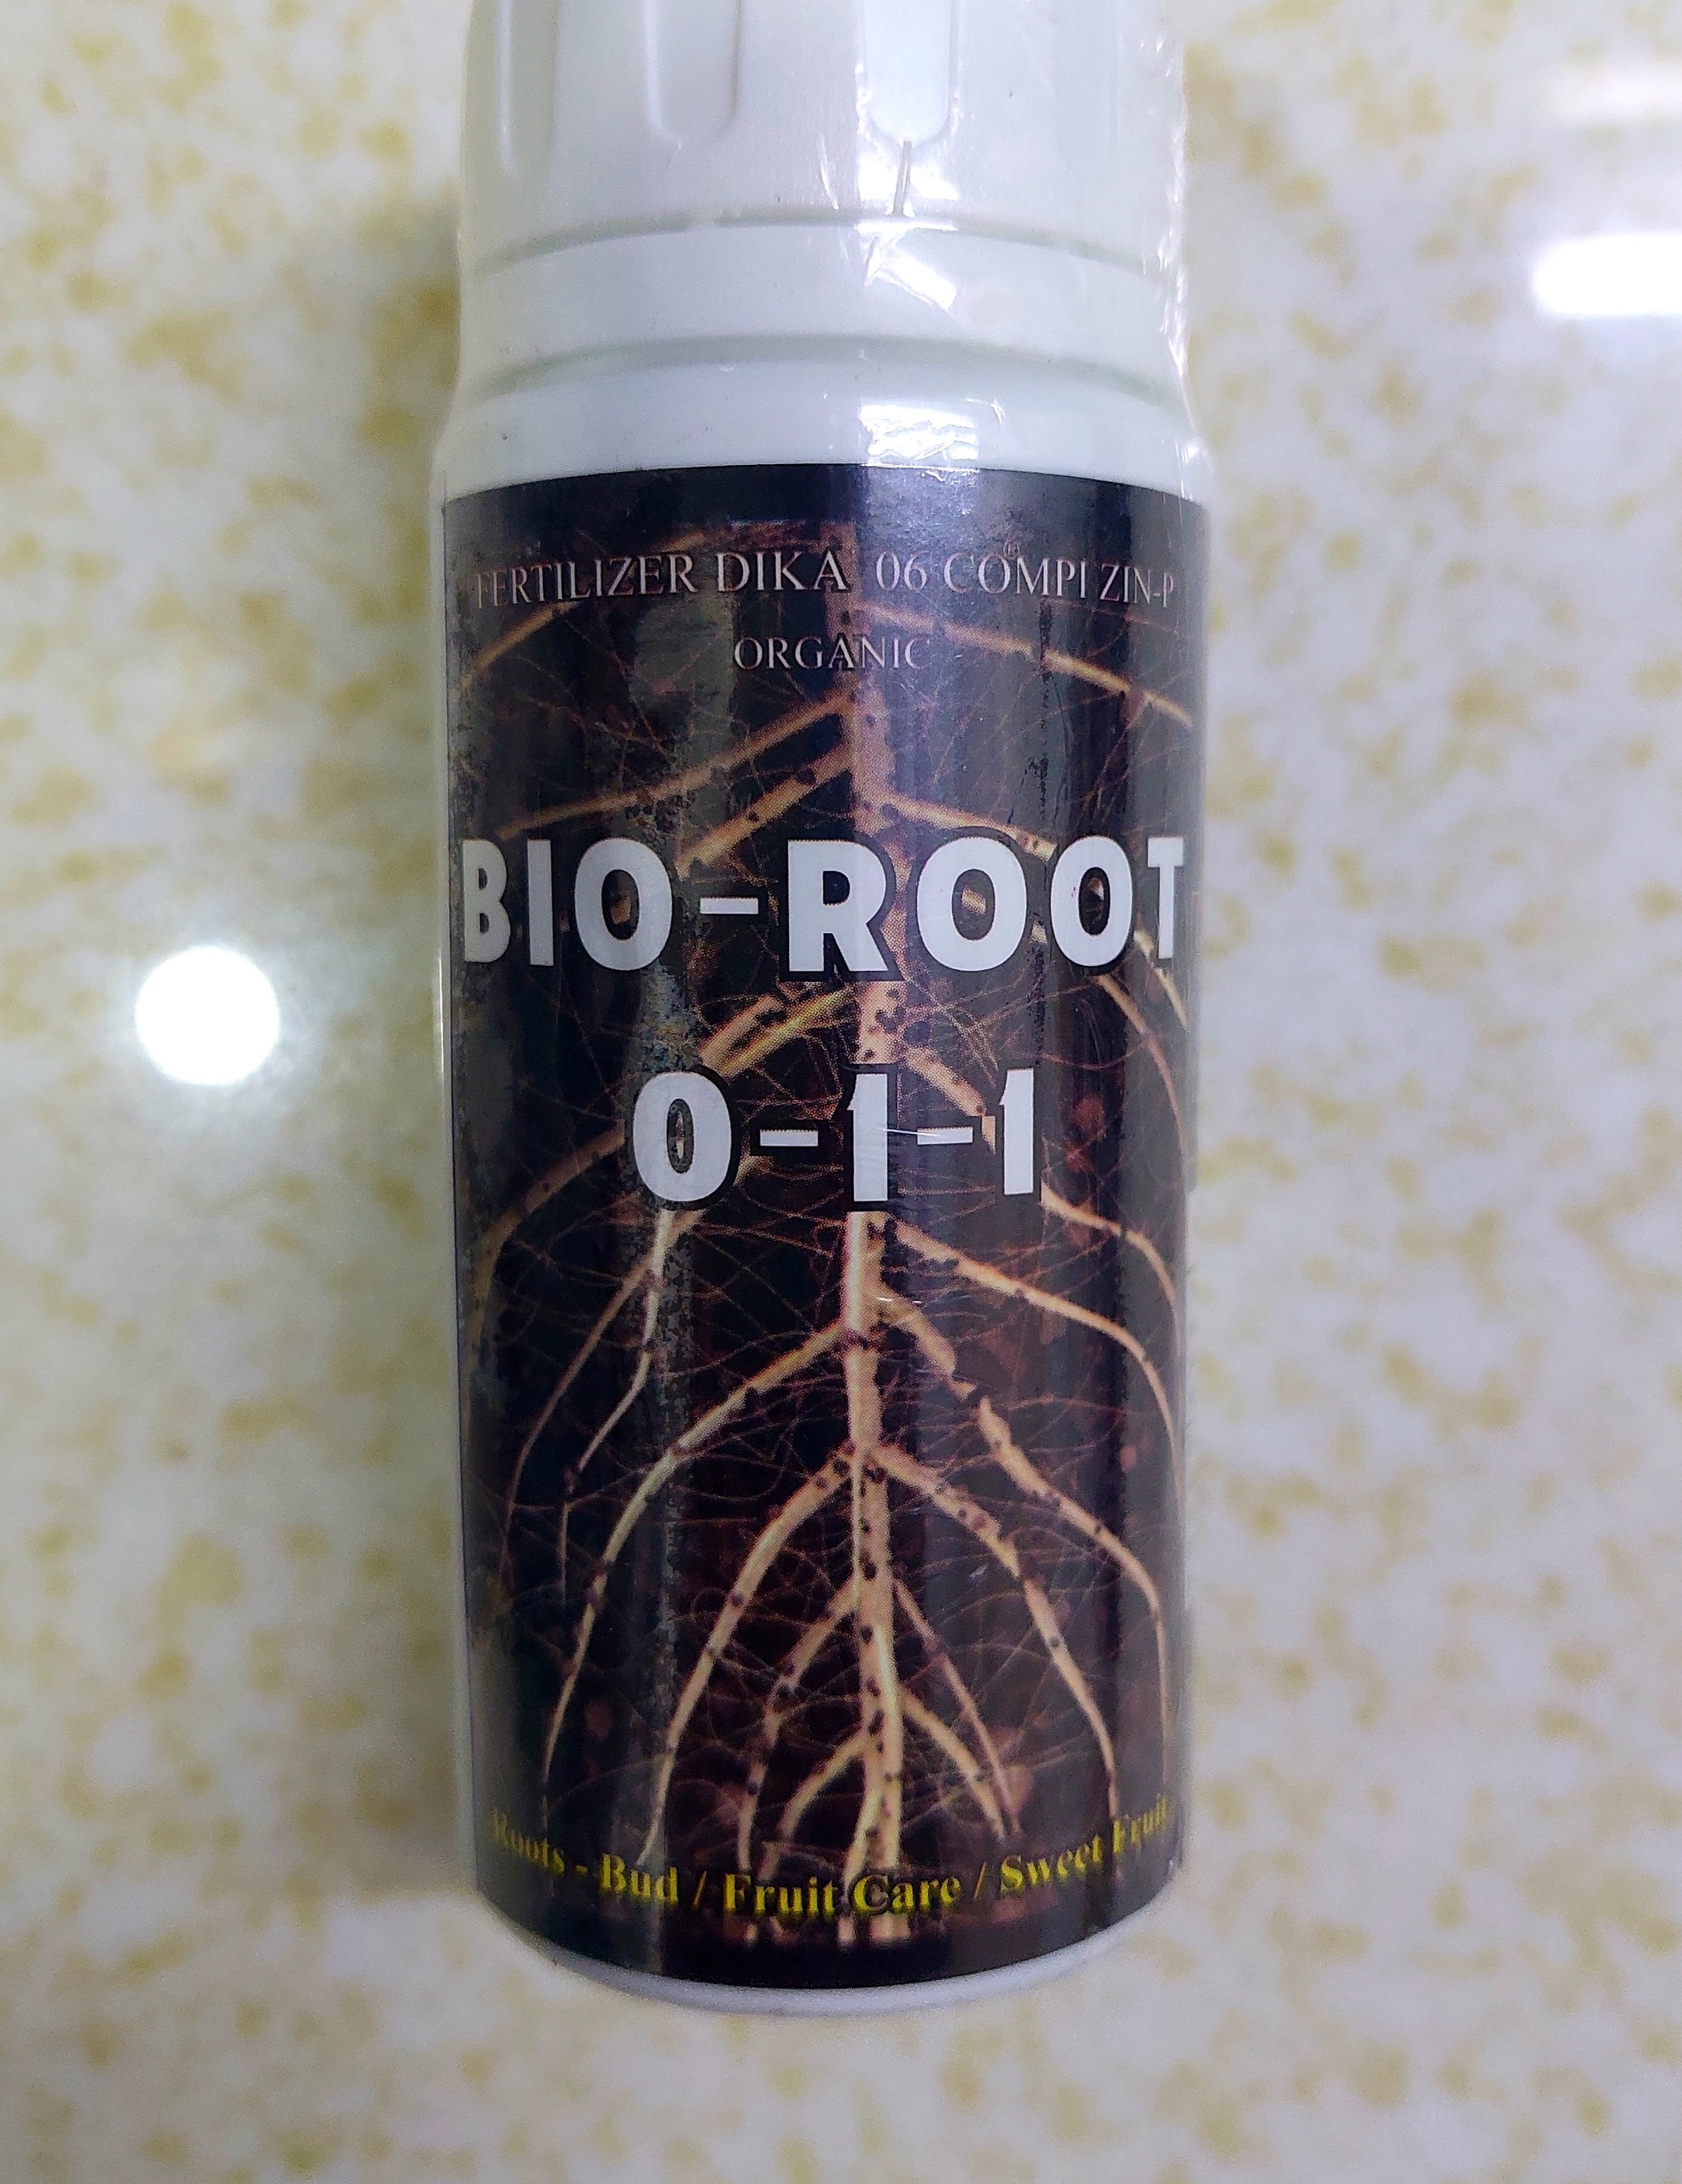 FERTILIZER DIKA 06 COMPI® ZIN-P
ORGANIC
BIO-ROOT
0-1-1
Roots - Bud / Fruit Care / Sweet Fruit